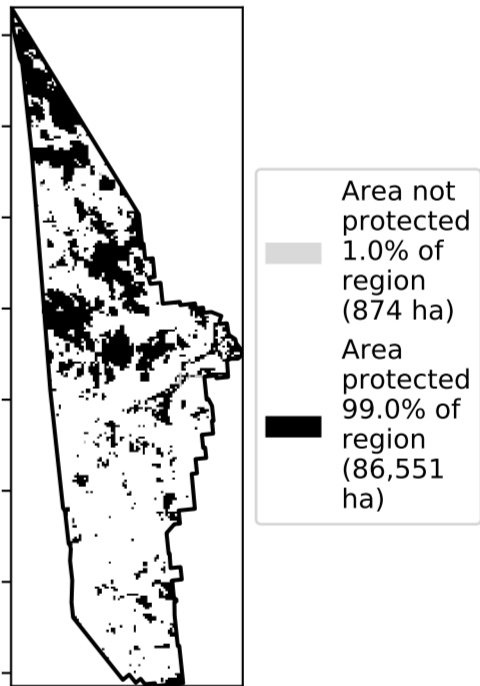 Area not
protected
1.0% of
region
(874 ha)
Area
protected
99.0% of
region
(86,551
ha)